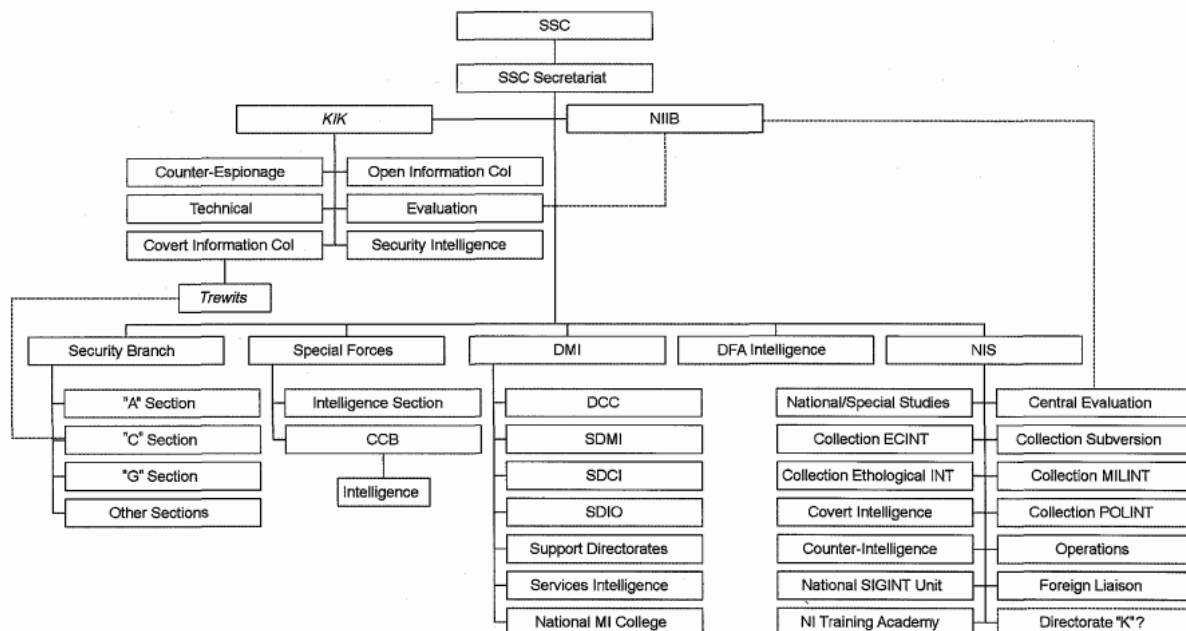 SSC
SSC Secretariat
KIK
NIIB
Counter-Espionage
Open Information Col
Technical
Evaluation
Covert Information Col
Security Intelligence
Trewits
Security Branch
Special Forces
DMI
DFA Intelligence
NIS
"A" Section
Intelligence Section
DCC
National/Special Studies
Central Evaluation
"C" Section
CCB
SDMI
Collection ECINT
Collection Subversion
"G" Section
Intelligence
SDCI
Collection Ethological INT
Collection MILINT
Other Sections
SDIO
Covert Intelligence
Collection POLINT
Support Directorates
Counter-Intelligence
Operations
Services Intelligence
National SIGINT Unit
Foreign Liaison
National MI College
NI Training Academy
Directorate "K"?